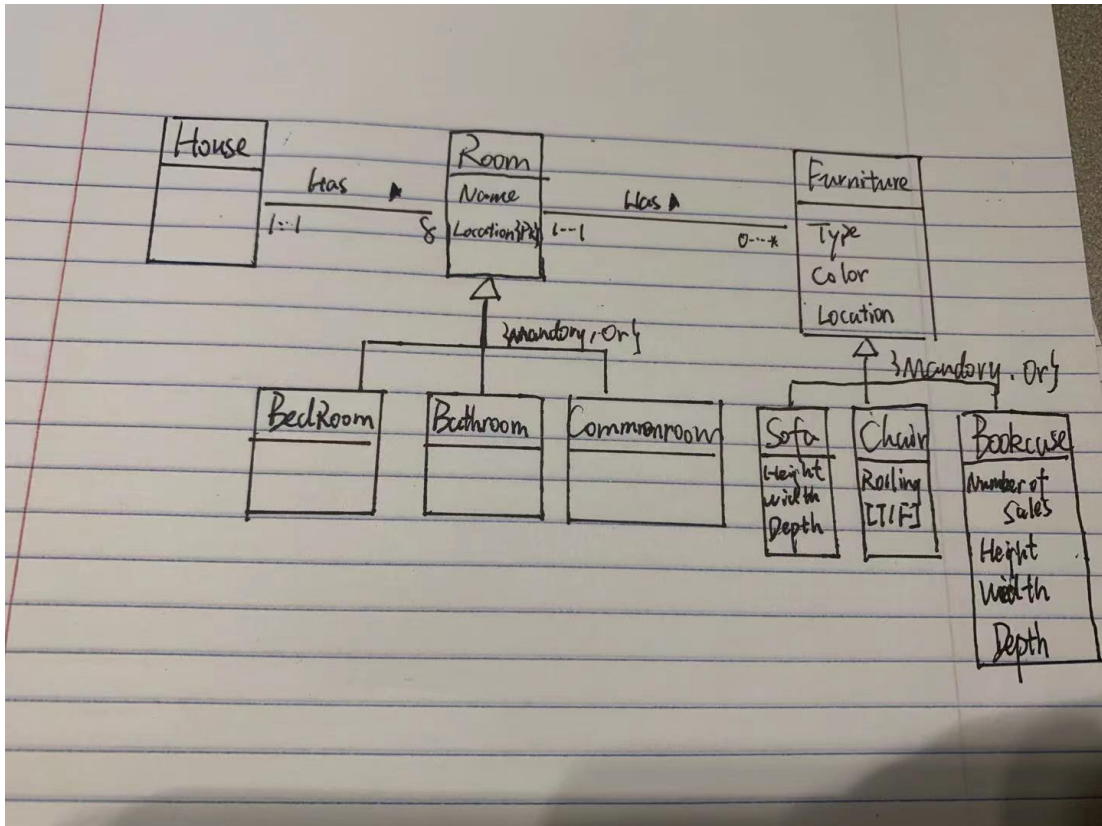 House
Has ▶
1..1
8
Room
Name
Location{PK}
Has ▶
1...1
0....*
Furniture
Type
Color
Location
{Mandory, Or}
BedRoom
Bathroom
Commonroom
{Mandory, Or}
Sofa
Height
width
Depth
Chair
Rolling
[T/F]
Bookcase
Number of
Sales
Height
Width
Depth